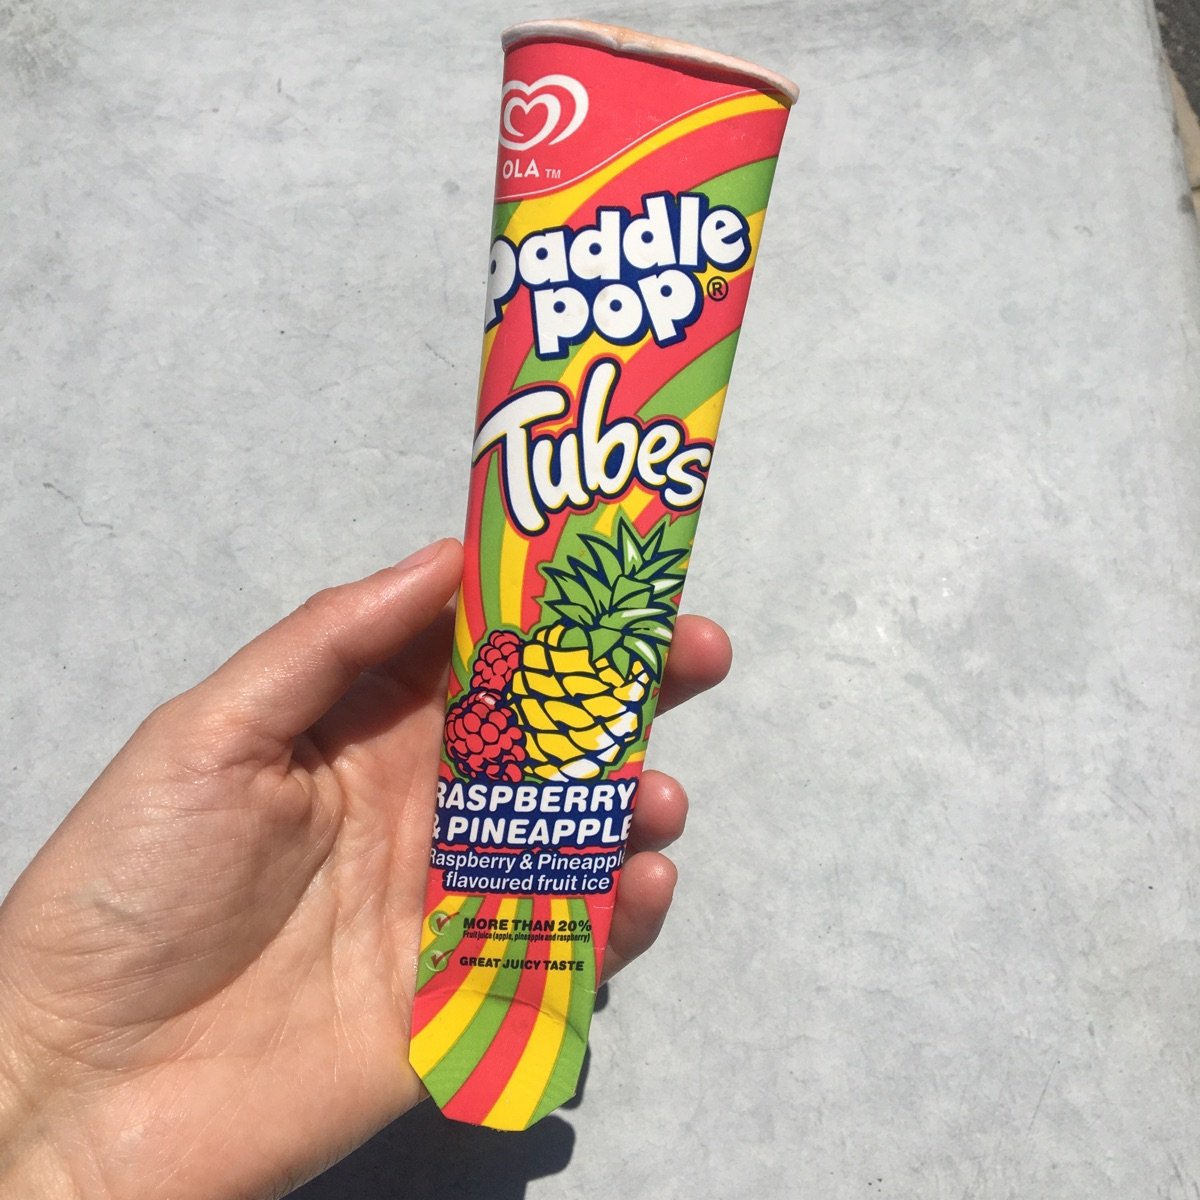 OLA TM
paddle
pop ®
Tubes
RASPBERRY
& PINEAPPLE
Raspberry & Pineapple
flavoured fruit ice
MORE THAN 20%
Fruit juice (apple, pineapple and raspberry)
GREAT JUICY TASTE